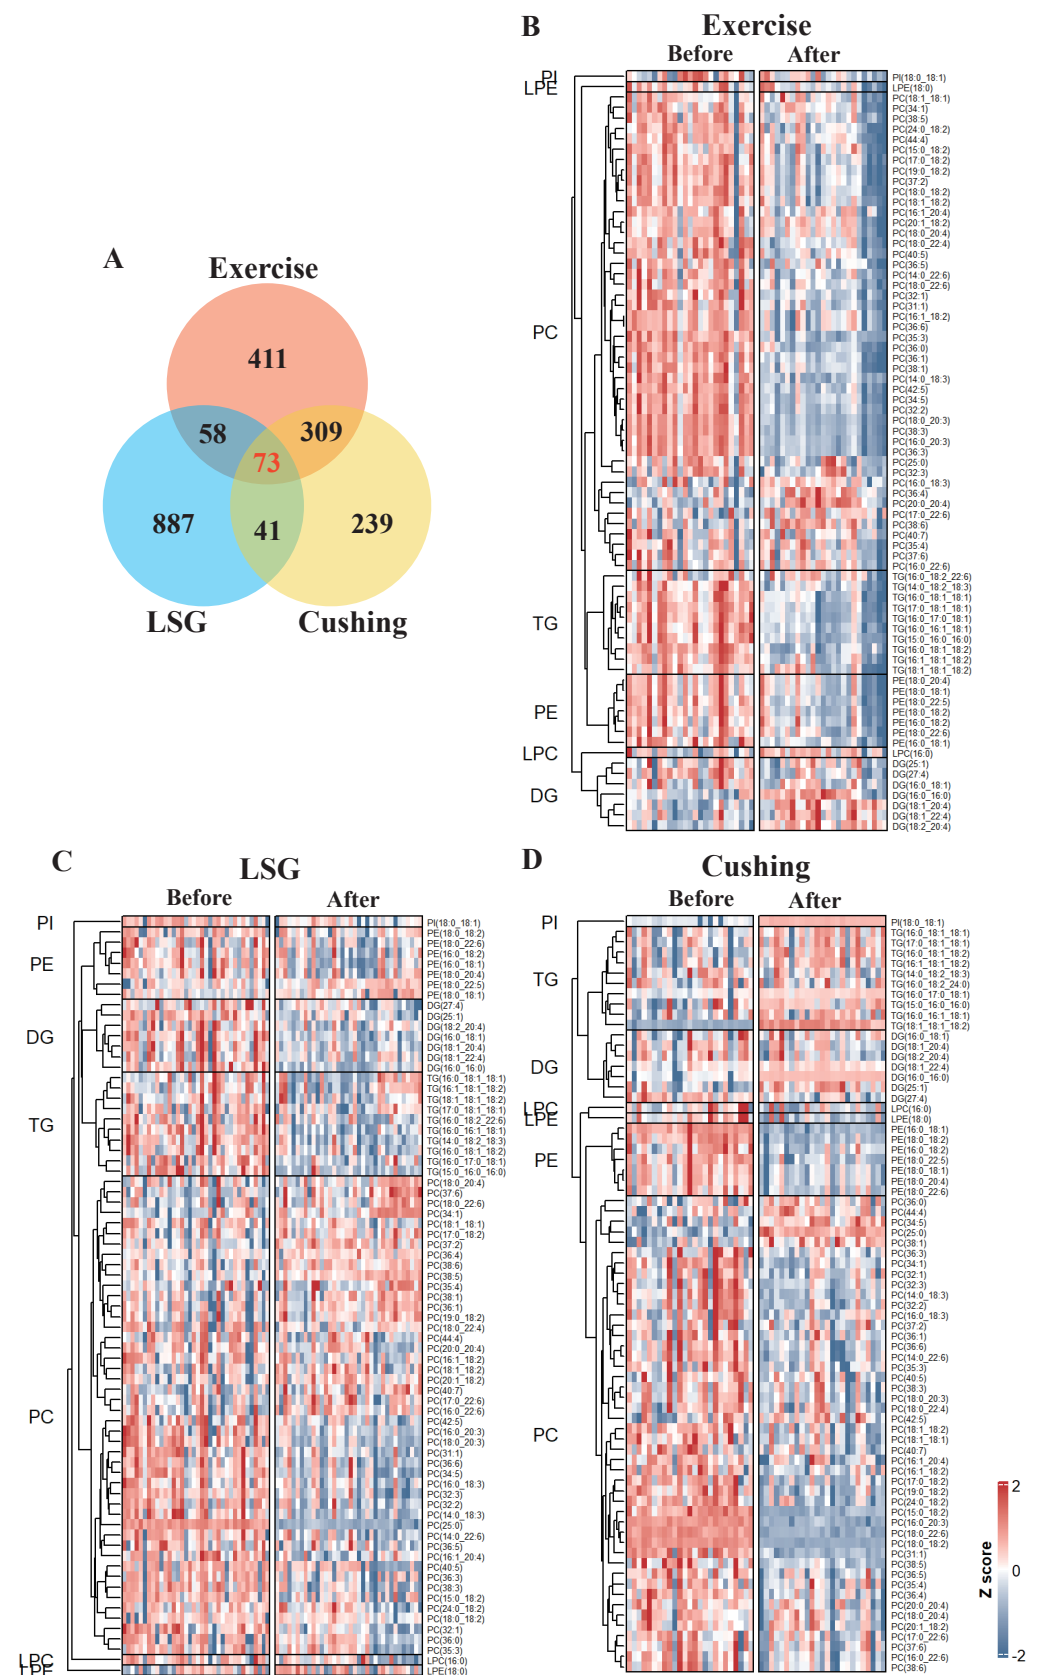 A
Exercise
411
58
309
73
887
41
239
LSG
Cushing
B
Exercise
Before
After
PI
LPE
PC
TG
PE
LPC
DG
PI(18:0_18:1)
LPE(18:0)
PC(18:1_18:1)
PC(34:1)
PC(38:5)
PC(24:0_18:2)
PC(44:4)
PC(15:0_18:2)
PC(17:0_18:2)
PC(19:0_18:2)
PC(37:2)
PC(18:0_18:2)
PC(18:1_18:2)
PC(16:1_20:4)
PC(20:1_18:2)
PC(18:0_20:4)
PC(18:0_22:4)
PC(40:5)
PC(36:5)
PC(14:0_22:6)
PC(18:0_22:6)
PC(32:1)
PC(31:1)
PC(16:1_18:2)
PC(36:6)
PC(35:3)
PC(36:0)
PC(36:1)
PC(38:1)
PC(14:0_18:3)
PC(42:5)
PC(34:5)
PC(32:2)
PC(18:0_20:3)
PC(38:3)
PC(16:0_20:3)
PC(36:3)
PC(25:0)
PC(32:3)
PC(16:0_18:3)
PC(36:4)
PC(20:0_20:4)
PC(17:0_22:6)
PC(38:6)
PC(40:7)
PC(35:4)
PC(37:6)
PC(16:0_22:6)
TG(16:0_18:2_22:6)
TG(14:0_18:2_18:3)
TG(16:0_18:1_18:1)
TG(17:0_18:1_18:1)
TG(16:0_17:0_18:1)
TG(16:0_16:1_18:1)
TG(15:0_16:0_16:0)
TG(16:0_18:1_18:2)
TG(16:1_18:1_18:2)
TG(18:1_18:1_18:2)
PE(18:0_20:4)
PE(18:0_18:1)
PE(18:0_22:5)
PE(18:0_18:2)
PE(16:0_18:2)
PE(18:0_22:6)
PE(16:0_18:1)
LPC(16:0)
DG(25:1)
DG(27:4)
DG(16:0_18:1)
DG(16:0_16:0)
DG(18:1_20:4)
DG(18:1_22:4)
DG(18:2_20:4)
C
LSG
Before
After
PI
PE
DG
TG
PC
LPC
LPE
PI(18:0_18:1)
PE(18:0_18:2)
PE(18:0_22:6)
PE(16:0_18:2)
PE(16:0_18:1)
PE(18:0_20:4)
PE(18:0_22:5)
PE(18:0_18:1)
DG(27:4)
DG(25:1)
DG(18:2_20:4)
DG(16:0_18:1)
DG(18:1_20:4)
DG(18:1_22:4)
DG(16:0_16:0)
TG(16:0_18:1_18:1)
TG(16:1_18:1_18:2)
TG(18:1_18:1_18:2)
TG(17:0_18:1_18:1)
TG(16:0_18:2_22:6)
TG(16:0_16:1_18:1)
TG(14:0_18:2_18:3)
TG(16:0_18:1_18:2)
TG(16:0_17:0_18:1)
TG(15:0_16:0_16:0)
PC(18:0_20:4)
PC(37:6)
PC(18:0_22:6)
PC(34:1)
PC(18:1_18:1)
PC(17:0_18:2)
PC(37:2)
PC(36:4)
PC(38:6)
PC(38:5)
PC(35:4)
PC(38:1)
PC(36:1)
PC(19:0_18:2)
PC(18:0_22:4)
PC(44:4)
PC(20:0_20:4)
PC(16:1_18:2)
PC(18:1_18:2)
PC(20:1_18:2)
PC(40:7)
PC(17:0_22:6)
PC(16:0_22:6)
PC(42:5)
PC(16:0_20:3)
PC(18:0_20:3)
PC(31:1)
PC(36:6)
PC(34:5)
PC(16:0_18:3)
PC(32:3)
PC(32:2)
PC(14:0_18:3)
PC(25:0)
PC(14:0_22:6)
PC(36:5)
PC(16:1_20:4)
PC(40:5)
PC(36:3)
PC(38:3)
PC(15:0_18:2)
PC(24:0_18:2)
PC(18:0_18:2)
PC(32:1)
PC(36:0)
PC(35:3)
LPC(16:0)
LPE(18:0)
D
Cushing
Before
After
PI
TG
DG
LPC
LPE
PE
PC
PI(18:0_18:1)
TG(16:0_18:1_18:1)
TG(17:0_18:1_18:1)
TG(16:0_18:1_18:2)
TG(16:1_18:1_18:2)
TG(14:0_18:2_18:3)
TG(16:0_18:2_24:0)
TG(16:0_17:0_18:1)
TG(15:0_16:0_16:0)
TG(16:0_16:1_18:1)
TG(18:1_18:1_18:2)
DG(16:0_18:1)
DG(18:1_20:4)
DG(18:2_20:4)
DG(18:1_22:4)
DG(16:0_16:0)
DG(25:1)
DG(27:4)
LPC(16:0)
LPE(18:0)
PE(16:0_18:1)
PE(18:0_18:2)
PE(16:0_18:2)
PE(18:0_22:5)
PE(18:0_18:1)
PE(18:0_20:4)
PE(18:0_22:6)
PC(36:0)
PC(44:4)
PC(34:5)
PC(25:0)
PC(38:1)
PC(36:3)
PC(34:1)
PC(32:1)
PC(32:3)
PC(14:0_18:3)
PC(32:2)
PC(16:0_18:3)
PC(37:2)
PC(36:1)
PC(36:6)
PC(14:0_22:6)
PC(35:3)
PC(40:5)
PC(38:3)
PC(18:0_20:3)
PC(18:0_22:4)
PC(42:5)
PC(18:1_18:2)
PC(18:1_18:1)
PC(40:7)
PC(16:1_20:4)
PC(16:1_18:2)
PC(17:0_18:2)
PC(19:0_18:2)
PC(24:0_18:2)
PC(15:0_18:2)
PC(16:0_20:3)
PC(18:0_22:6)
PC(18:0_18:2)
PC(31:1)
PC(38:5)
PC(36:5)
PC(35:4)
PC(36:4)
PC(20:0_20:4)
PC(18:0_20:4)
PC(20:1_18:2)
PC(17:0_22:6)
PC(37:6)
PC(16:0_22:6)
PC(38:6)
Z score
2
0
-2